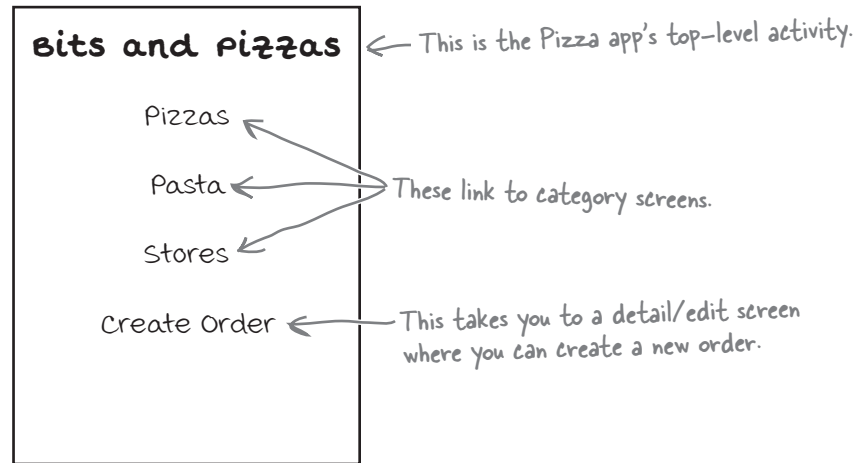 Bits and Pizzas
This is the Pizza app's top-level activity.
Pizzas
Pasta
These link to category screens.
Stores
Create Order
This takes you to a detail/edit screen
where you can create a new order.